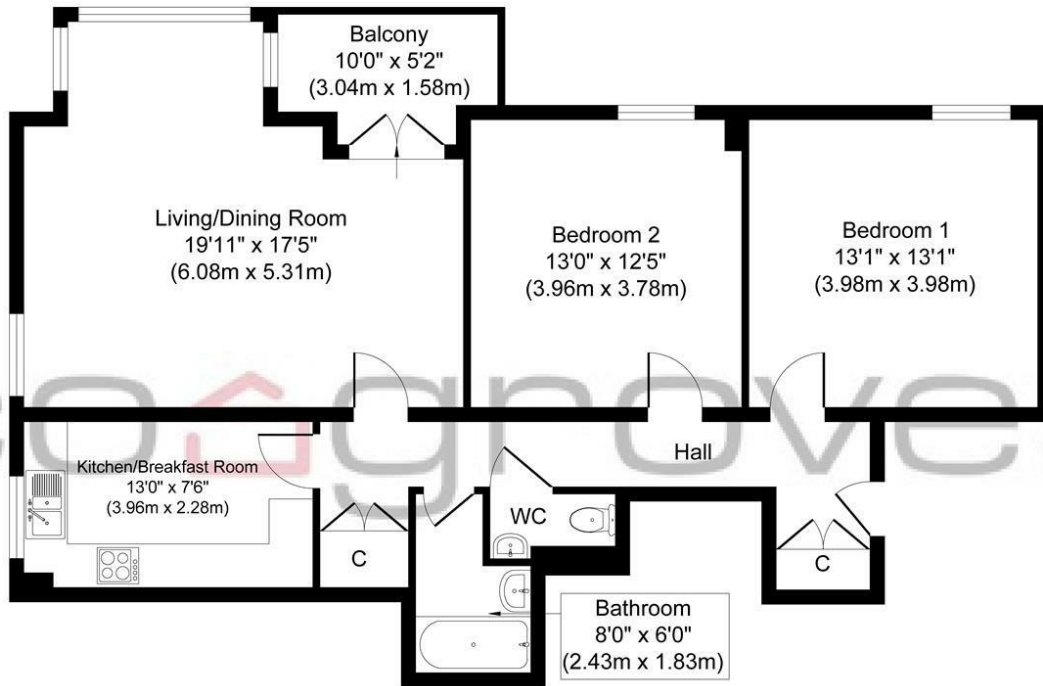 Balcony
10'0" x 5'2"
(3.04m x 1.58m)
Living/Dining Room
19'11" x 17'5"
(6.08m x 5.31m)
Bedroom 2
13'0" x 12'5"
(3.96m x 3.78m)
Bedroom 1
13'1" x 13'1"
(3.98m x 3.98m)
co grove
Kitchen/Breakfast Room
13'0" x 7'6"
(3.96m x 2.28m)
Hall
WC
C
C
Bathroom
8'0" x 6'0"
(2.43m x 1.83m)